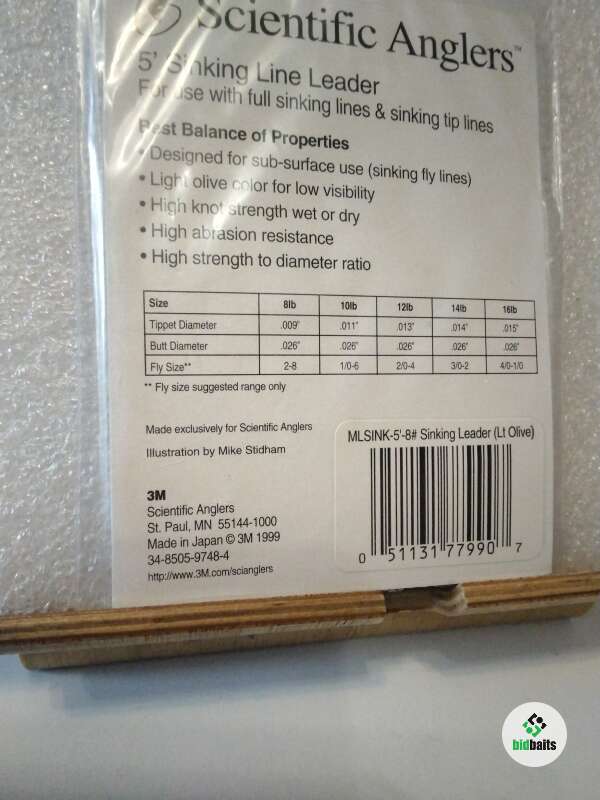 Scientific Anglers™
5' Sinking Line Leader
For use with full sinking lines & sinking tip lines
Best Balance of Properties
• Designed for sub-surface use (sinking fly lines)
• Light olive color for low visibility
• High knot strength wet or dry
• High abrasion resistance
• High strength to diameter ratio
Size 8lb 10lb 12lb 14lb 16lb
Tippet Diameter .009" .011" .013" .014" .015"
Butt Diameter .026" .026" .026" .026" .026"
Fly Size** 2-8 1/0-6 2/0-4 3/0-2 4/0-1/0
** Fly size suggested range only
Made exclusively for Scientific Anglers
Illustration by Mike Stidham
MLSINK-5'-8# Sinking Leader (Lt Olive)
0 51131 77990 7
3M
Scientific Anglers
St. Paul, MN 55144-1000
Made in Japan © 3M 1999
34-8505-9748-4
http://www.3M.com/scianglers
bidbaits